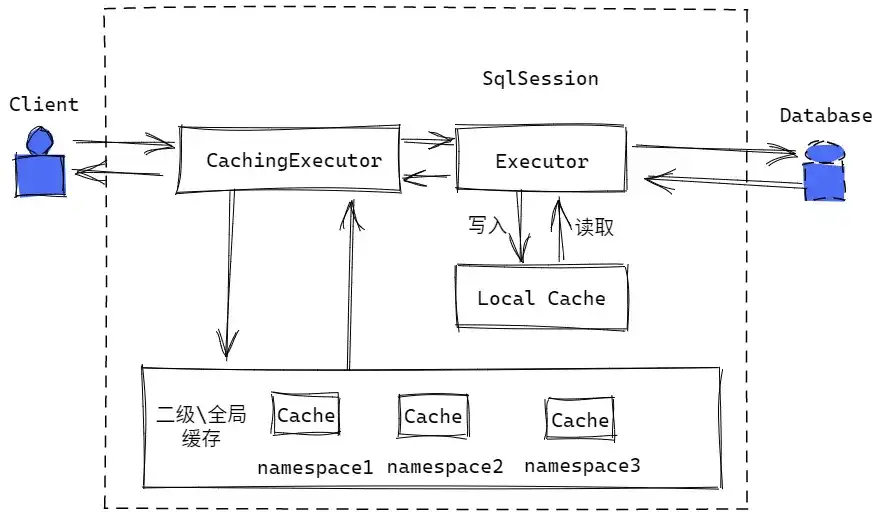 SqlSession
Client
Database
CachingExecutor
Executor
写入
读取
Local Cache
二级\全局
缓存
Cache
Cache
Cache
namespace1
namespace2
namespace3